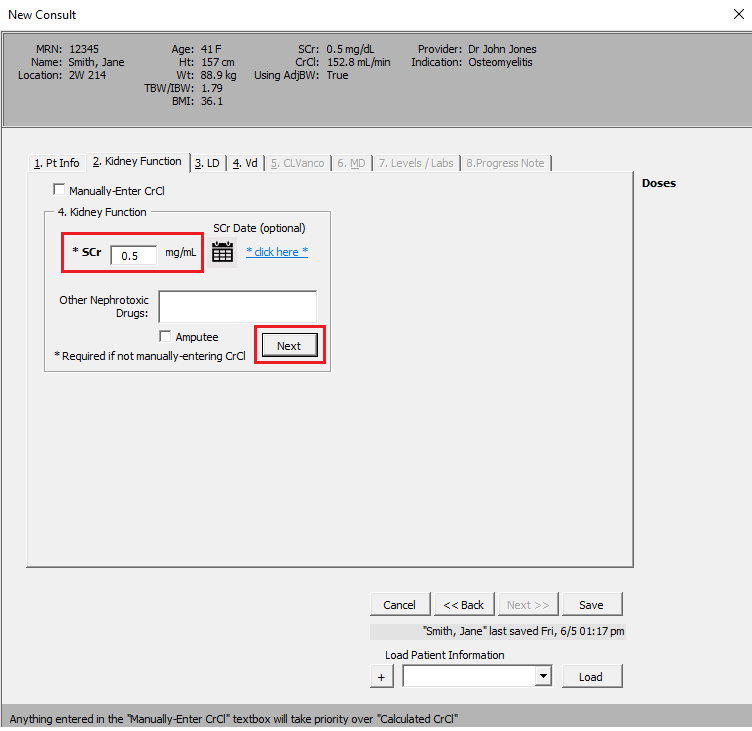 New Consult
MRN: 12345 Age: 41 F SCr: 0.5 mg/dL Provider: Dr John Jones
Name: Smith, Jane Ht: 157 cm CrCl: 152.8 mL/min Indication: Osteomyelitis
Location: 2W 214 Wt: 88.9 kg Using AdjBW: True
TBW/IBW: 1.79
BMI: 36.1
1. Pt Info 2. Kidney Function 3. LD 4. Vd 5. CLVanco 6. MD 7. Levels / Labs 8.Progress Note
Doses
Manually-Enter CrCl
4. Kidney Function
SCr Date (optional)
* SCr 0.5 mg/mL * click here *
Other Nephrotoxic
Drugs:
Amputee
Next
* Required if not manually-entering CrCl
Cancel << Back Next >> Save
"Smith, Jane" last saved Fri, 6/5 01:17 pm
Load Patient Information
+ Load
Anything entered in the "Manually-Enter CrCl" textbox will take priority over "Calculated CrCl"